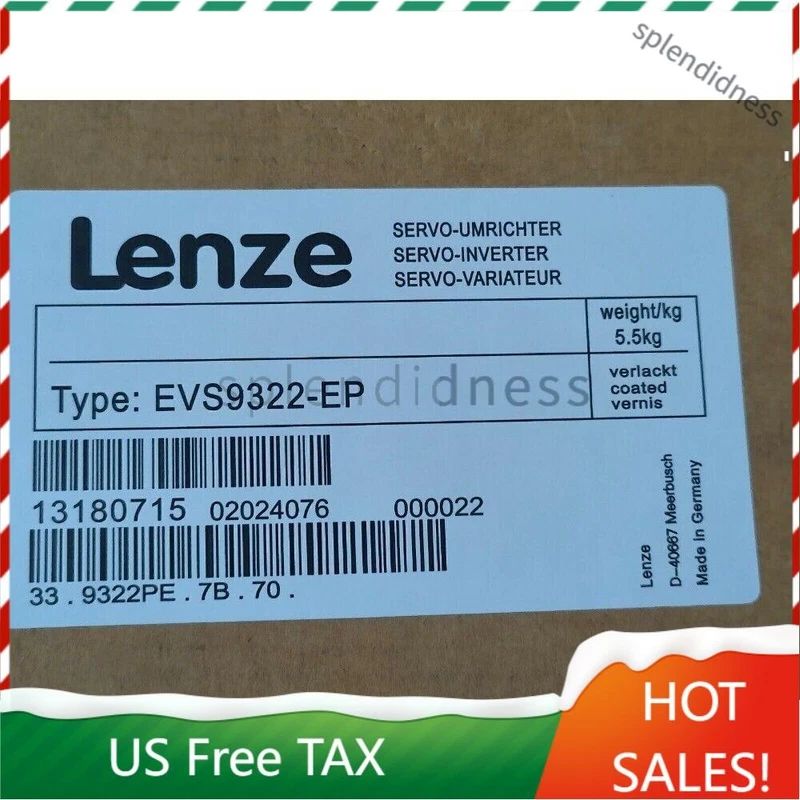 splendidness
Lenze
SERVO-UMRICHTER
SERVO-INVERTER
SERVO-VARIATEUR
weight/kg
5.5kg
Type: EVS9322-EP
splendidness
verlackt
coated
vernis
13180715 02024076 000022
33 . 9322PE . 7B . 70 .
Lenze
D-40667 Meerbusch
Made in Germany
US Free TAX
HOT
SALES!